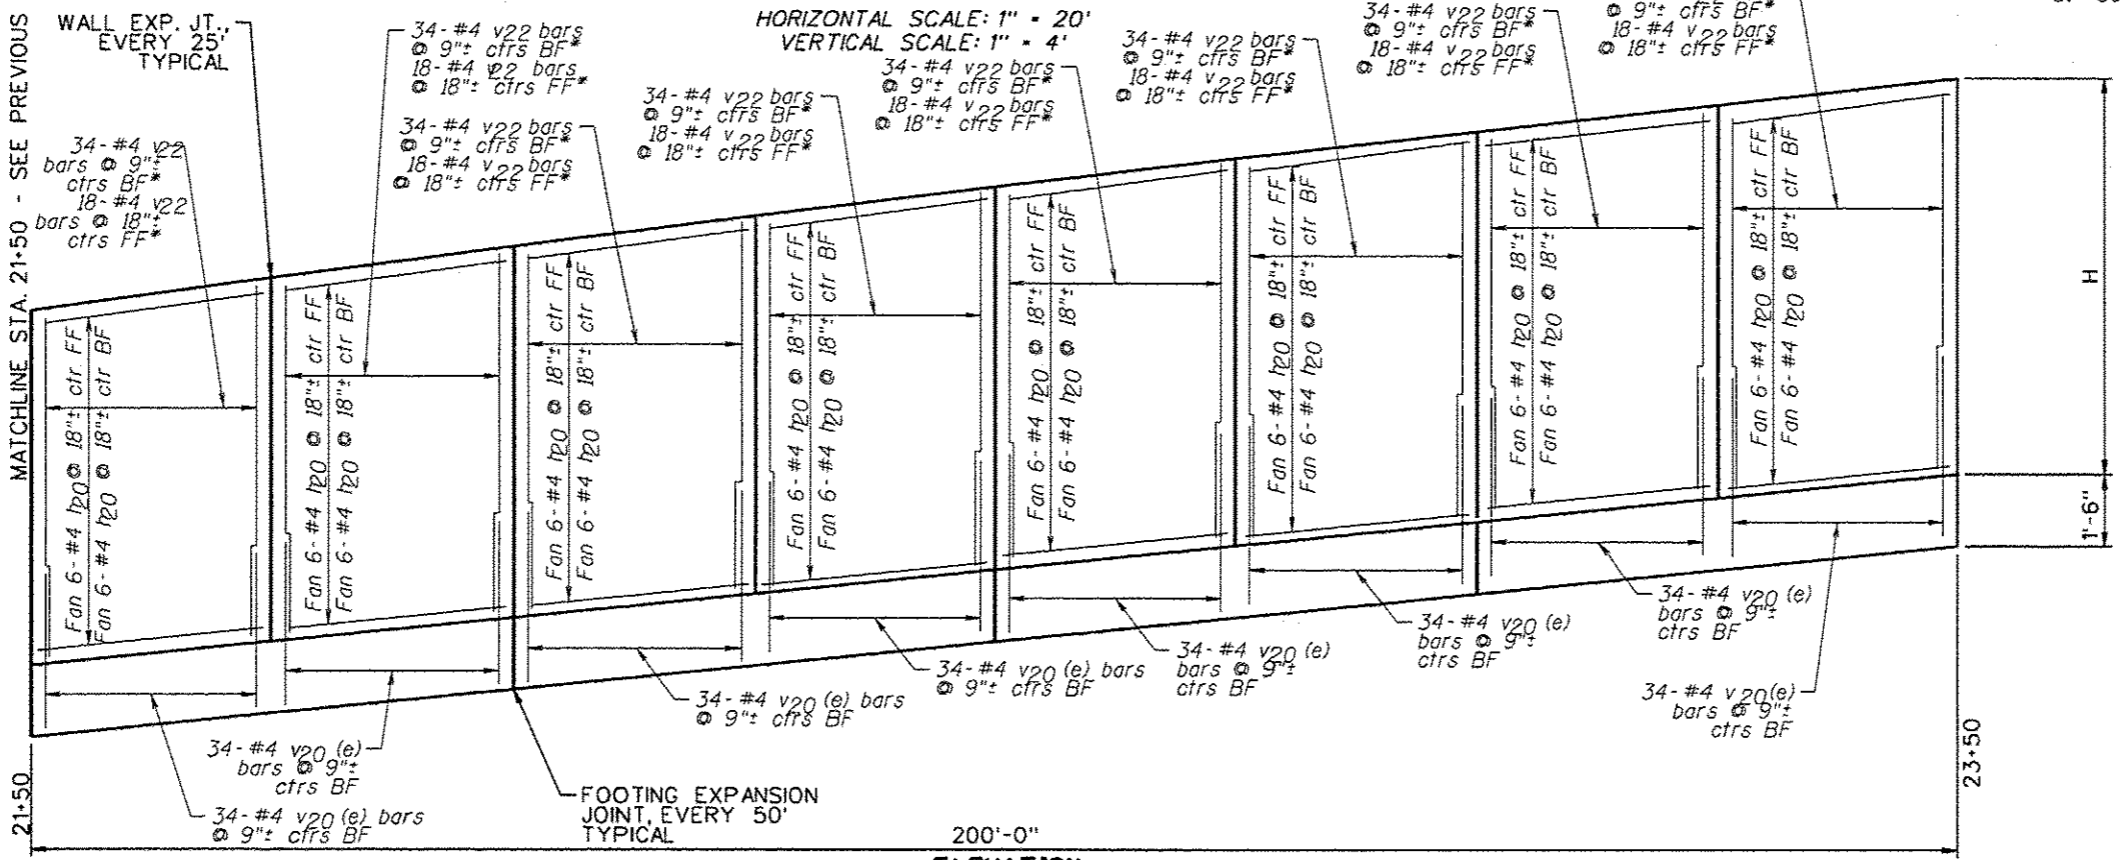 MATCHLINE STA. 21+50 - SEE PREVIOUS
WALL EXP. JT.,
EVERY 25'
TYPICAL
34-#4 v22 bars
@ 9"± ctrs BF*
18-#4 v22 bars
@ 18"± ctrs FF*
HORIZONTAL SCALE: 1" = 20'
VERTICAL SCALE: 1" = 4'
34-#4 v22 bars
@ 9"± ctrs BF*
18-#4 v22 bars
@ 18"± ctrs FF*
34-#4 v22 bars
@ 9"± ctrs BF*
18-#4 v22 bars
@ 18"± ctrs FF*
34-#4 v22 bars
@ 9"± ctrs BF*
18-#4 v22 bars
@ 18"± ctrs FF*
@ 9"± ctrs BF*
18-#4 v22 bars
@ 18"± ctrs FF*
34-#4 v22
bars @ 9"±
ctrs BF*
18-#4 v22
bars @ 18"±
ctrs FF*
34-#4 v22 bars
@ 9"± ctrs BF*
18-#4 v22 bars
@ 18"± ctrs FF*
34-#4 v22 bars
@ 9"± ctrs BF*
18-#4 v22 bars
@ 18"± ctrs FF*
Fan 6-#4 h20 @ 18"± ctr FF
Fan 6-#4 h20 @ 18"± ctr BF
Fan 6-#4 h20 @ 18"± ctr FF
Fan 6-#4 h20 @ 18"± ctr BF
Fan 6-#4 h20 @ 18"± ctr FF
Fan 6-#4 h20 @ 18"± ctr BF
Fan 6-#4 h20 @ 18"± ctr FF
Fan 6-#4 h20 @ 18"± ctr BF
Fan 6-#4 h20 @ 18"± ctr FF
Fan 6-#4 h20 @ 18"± ctr BF
Fan 6-#4 h20 @ 18"± ctr FF
Fan 6-#4 h20 @ 18"± ctr BF
Fan 6-#4 h20 @ 18"± ctr FF
Fan 6-#4 h20 @ 18"± ctr BF
Fan 6-#4 h20 @ 18"± ctr FF
Fan 6-#4 h20 @ 18"± ctr BF
H
1'-6"
34-#4 v20 (e) bars
@ 9"± ctrs BF
34-#4 v20 (e)
bars @ 9"±
ctrs BF
34-#4 v20 (e) bars
@ 9"± ctrs BF
34-#4 v20 (e) bars
@ 9"± ctrs BF
34-#4 v20 (e)
bars @ 9"±
ctrs BF
34-#4 v20 (e)
bars @ 9"±
ctrs BF
34-#4 v20 (e)
bars @ 9"±
ctrs BF
34-#4 v20(e)
bars @ 9"±
ctrs BF
FOOTING EXPANSION
JOINT, EVERY 50'
TYPICAL
21+50
200'-0"
23+50